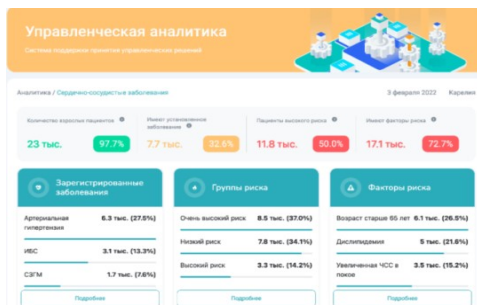 Управленческая аналитика
Система поддержки принятия управленческих решений
Аналитика / Сердечно-сосудистые заболевания
3 февраля 2022 Карелия
Количество взрослых пациентов
23 тыс. 97.7%
Имеет установленное
заболевание
7.7 тыс. 32.6%
Пациенты высокого риска
11.8 тыс. 50.0%
Имеет факторы риска
17.1 тыс. 72.7%
Зарегистрированные
заболевания
Артериальная
гипертензия
6.3 тыс. (27.5%)
ИБС 3.1 тыс. (13.3%)
СЗГМ 1.7 тыс. (7.6%)
Подробнее
Группы риска
Очень высокий риск 8.5 тыс. (37.0%)
Низкий риск 7.8 тыс. (34.1%)
Высокий риск 3.3 тыс. (14.2%)
Подробнее
Факторы риска
Возраст старше 65 лет 6.1 тыс. (26.5%)
Дислипидемия 5 тыс. (21.6%)
Увеличенная ЧСС в
покое
3.5 тыс. (15.2%)
Подробнее